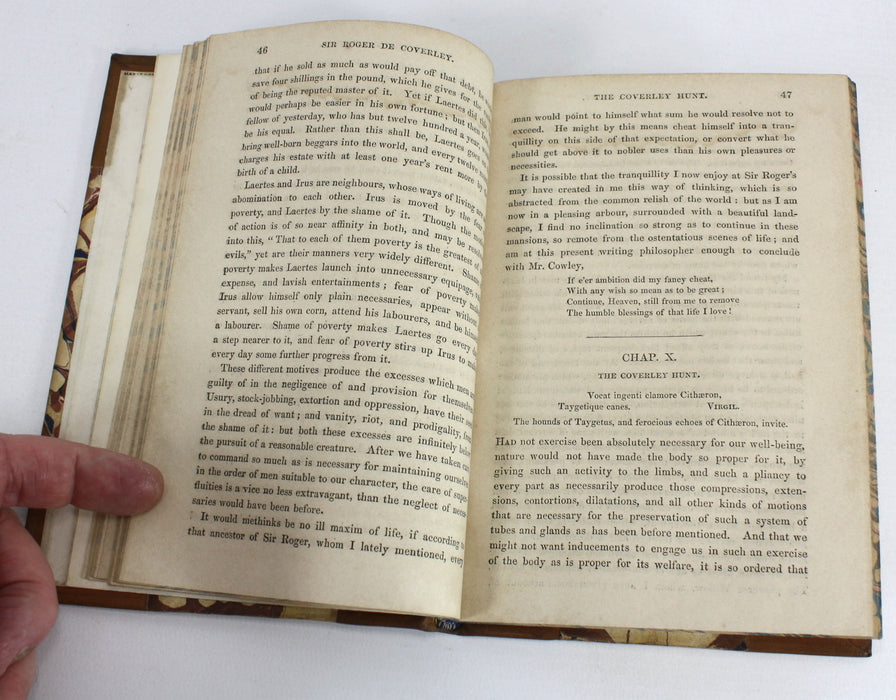 46 SIR ROGER DE COVERLEY.
that if he sold as much as would pay off that debt, he
save four shillings in the pound, which he gives for the
of being the reputed master of it. Yet if Laertes did this,
would perhaps be easier in his own fortune; but then
fellow of yesterday, who has but twelve hundred a year, would
be his equal. Rather than this shall be, Laertes goes
bring well-born beggars into the world, and every twelve
charges his estate with at least one year's rent more by
birth of a child.
Laertes and Irus are neighbours, whose ways of living are
abomination to each other. Irus is moved by the fear
poverty, and Laertes by the shame of it. Though the
of action is of so near affinity in both, and may be
into this, "That to each of them poverty is the greatest of
evils," yet are their manners very widely different. Shame
poverty makes Laertes launch into unnecessary equipage,
expense, and lavish entertainments; fear of poverty
Irus allow himself only plain necessaries, appear without
servant, sell his own corn, attend his labourers, and be
a labourer. Shame of poverty makes Laertes go every day
a step nearer to it, and fear of poverty stirs up Irus to
every day some further progress from it.
These different motives produce the excesses which men
guilty of in the negligence of and provision for themselves
Usury, stock-jobbing, extortion and oppression, have their
in the dread of want; and vanity, riot, and prodigality, from
the shame of it: but both these excesses are infinitely below
the pursuit of a reasonable creature. After we have taken care
to command so much as is necessary for maintaining ourselves
in the order of men suitable to our character, the care of super-
fluities is a vice no less extravagant, than the neglect of neces-
saries would have been before.
It would methinks be no ill maxim of life, if according to
that ancestor of Sir Roger, whom I lately mentioned, every
THE COVERLEY HUNT. 47
man would point to himself what sum he would resolve not to
exceed. He might by this means cheat himself into a tran-
quillity on this side of that expectation, or convert what he
should get above it to nobler uses than his own pleasures or
necessities.
It is possible that the tranquillity I now enjoy at Sir Roger's
may have created in me this way of thinking, which is so
abstracted from the common relish of the world: but as I am
now in a pleasing arbour, surrounded with a beautiful land-
scape, I find no inclination so strong as to continue in these
mansions, so remote from the ostentatious scenes of life; and
am at this present writing philosopher enough to conclude
with Mr. Cowley,
If e'er ambition did my fancy cheat,
With any wish so mean as to be great;
Continue, Heaven, still from me to remove
The humble blessings of that life I love!
CHAP. X.
THE COVERLEY HUNT.
Vocat ingenti clamore Cithæron,
Taygetique canes. VIRGIL.
The hounds of Taygetus, and ferocious echoes of Cithæron, invite.
HAD not exercise been absolutely necessary for our well-being,
nature would not have made the body so proper for it, by
giving such an activity to the limbs, and such a pliancy to
every part as necessarily produce those compressions, exten-
sions, contortions, dilatations, and all other kinds of motions
that are necessary for the preservation of such a system of
tubes and glands as has been before mentioned. And that we
might not want inducements to engage us in such an exercise
of the body as is proper for its welfare, it is so ordered that